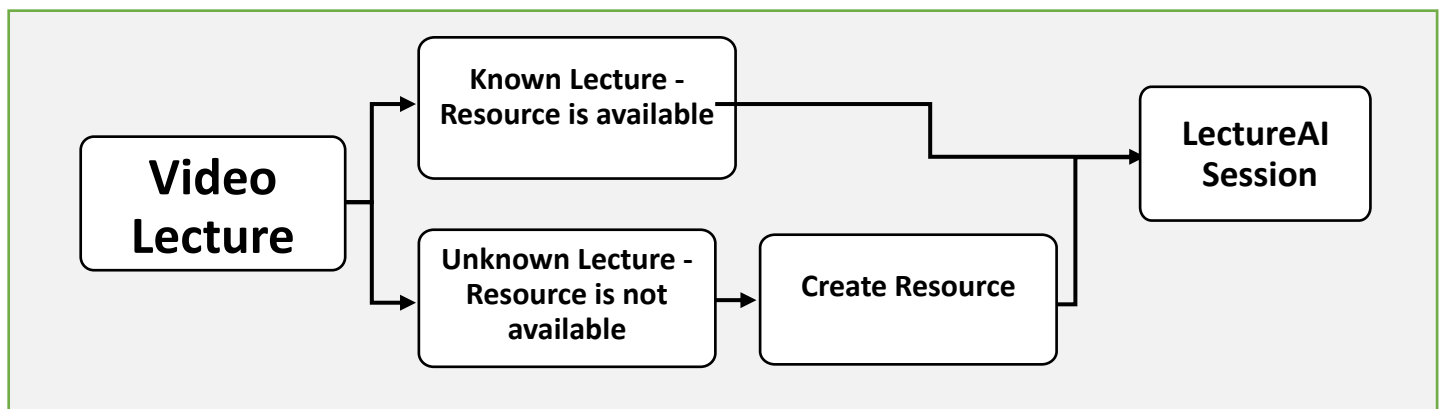 Video
Lecture
Known Lecture -
Resource is available
Unknown Lecture -
Resource is not
available
Create Resource
LectureAI
Session